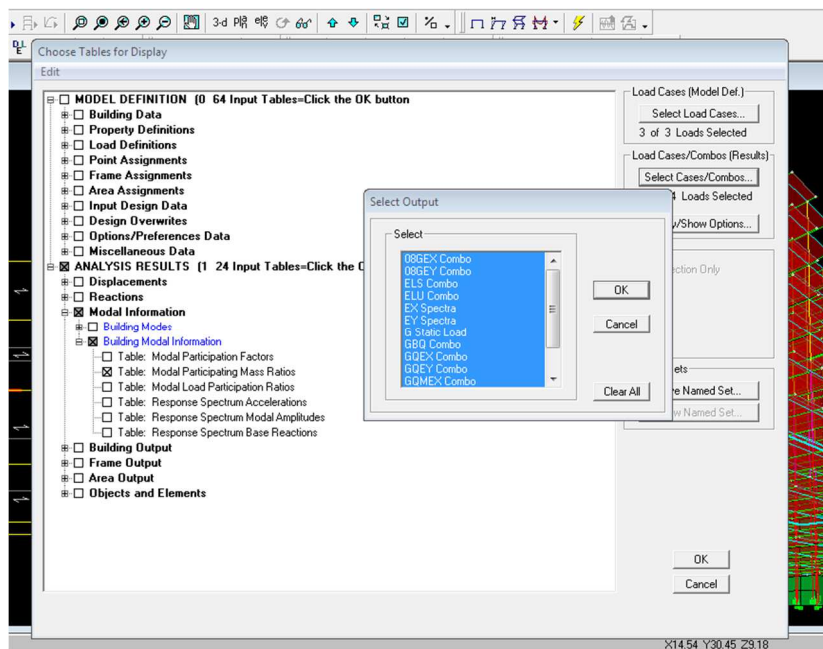 3-d
Choose Tables for Display
Edit
MODEL DEFINITION (0 64 Input Tables=Click the OK button
Building Data
Property Definitions
Load Definitions
Point Assignments
Frame Assignments
Area Assignments
Input Design Data
Design Overwrites
Options/Preferences Data
Miscellaneous Data
ANALYSIS RESULTS (1 24 Input Tables=Click the
Displacements
Reactions
Modal Information
Building Modes
Building Modal Information
Table: Modal Participation Factors
Table: Modal Participating Mass Ratios
Table: Modal Load Participation Ratios
Table: Response Spectrum Accelerations
Table: Response Spectrum Modal Amplitudes
Table: Response Spectrum Base Reactions
Building Output
Frame Output
Area Output
Objects and Elements
Load Cases (Model Def.)
Select Load Cases...
3 of 3 Loads Selected
Load Cases/Combos (Results)
Select Cases/Combos...
4 Loads Selected
y/Show Options...
ection Only
ets
e Named Set...
w Named Set...
OK
Cancel
Select Output
Select
08GEX Combo
08GEY Combo
ELS Combo
ELU Combo
EX Spectra
EY Spectra
G Static Load
GBQ Combo
GQEX Combo
GQEY Combo
GQMEX Combo
OK
Cancel
Clear All
X14.54 Y30.45 Z9.18